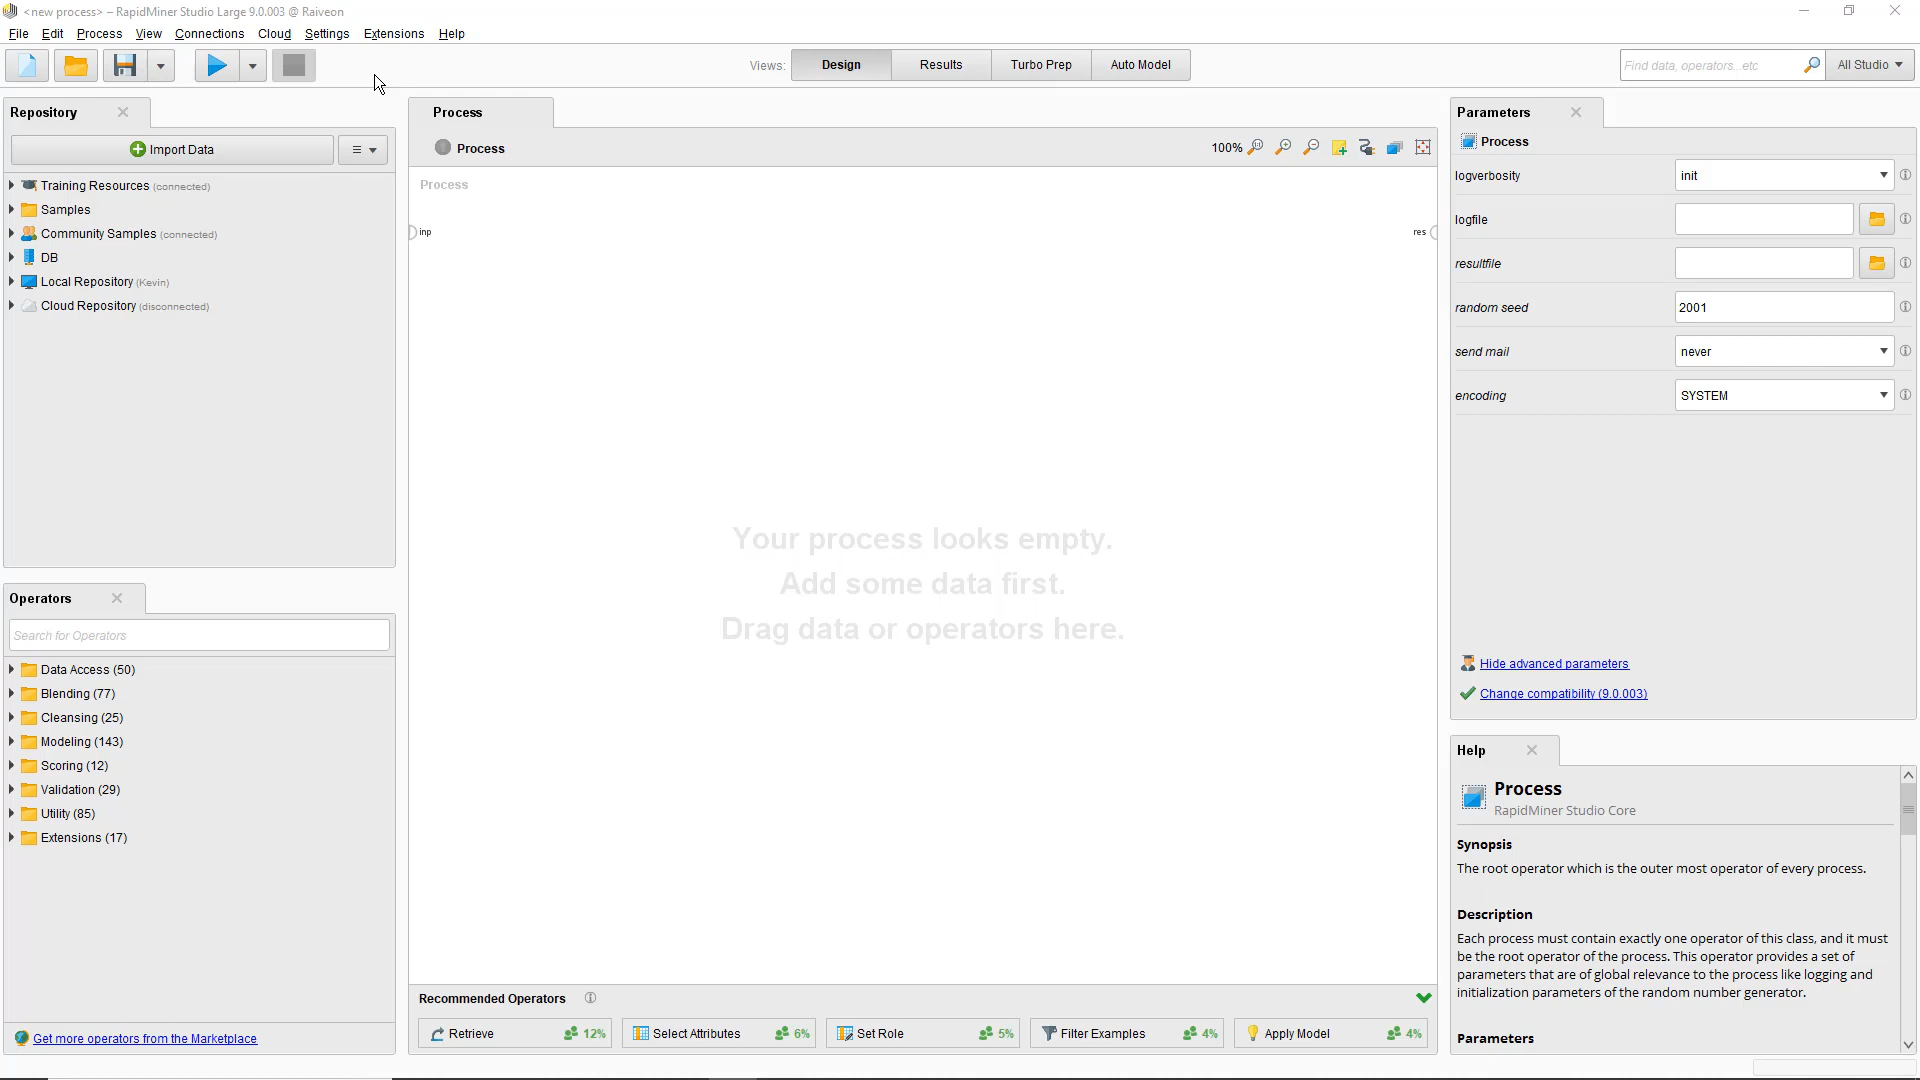 <new process> – RapidMiner Studio Large 9.0.003 @ Raiveon
File Edit Process View Connections Cloud Settings Extensions Help
Views: Design Results Turbo Prep Auto Model
Find data, operators...etc All Studio
Repository
Import Data
Training Resources (connected)
Samples
Community Samples (connected)
DB
Local Repository (Kevin)
Cloud Repository (disconnected)
Operators
Search for Operators
Data Access (50)
Blending (77)
Cleansing (25)
Modeling (143)
Scoring (12)
Validation (29)
Utility (85)
Extensions (17)
Get more operators from the Marketplace
Process
Process
100%
Process
inp
res
Your process looks empty.
Add some data first.
Drag data or operators here.
Recommended Operators
Retrieve 12% Select Attributes 6% Set Role 5% Filter Examples 4% Apply Model 4%
Parameters
Process
logverbosity init
logfile
resultfile
random seed 2001
send mail never
encoding SYSTEM
Hide advanced parameters
Change compatibility (9.0.003)
Help
Process
RapidMiner Studio Core
Synopsis
The root operator which is the outer most operator of every process.
Description
Each process must contain exactly one operator of this class, and it must
be the root operator of the process. This operator provides a set of
parameters that are of global relevance to the process like logging and
initialization parameters of the random number generator.
Parameters